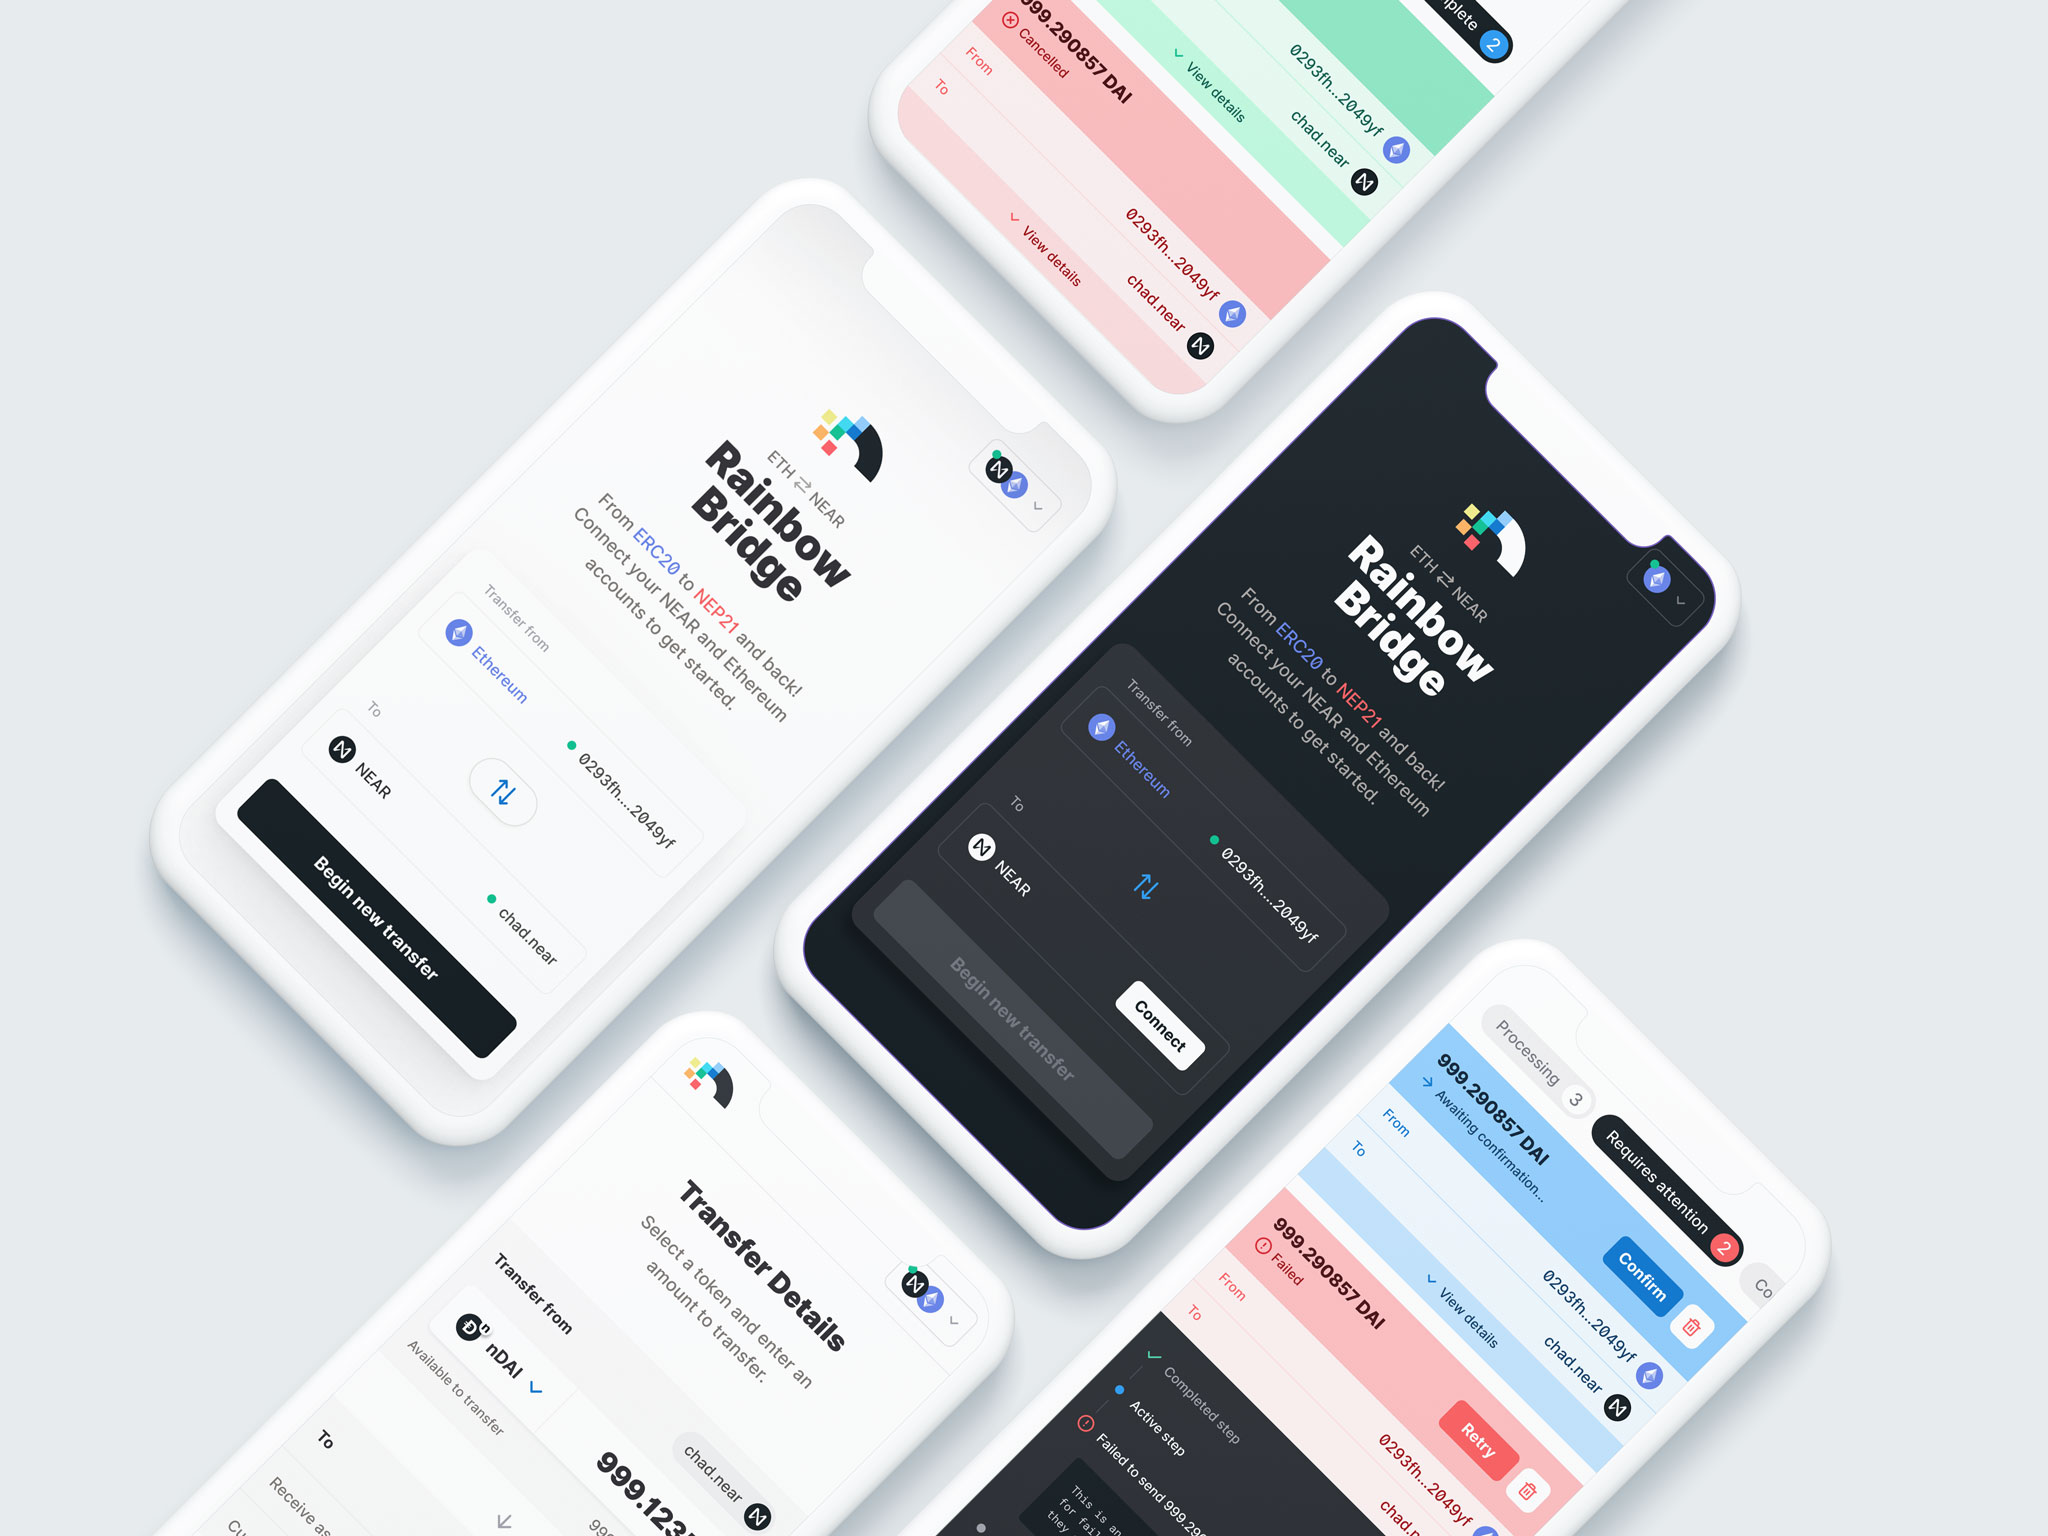 mplete 2
0293fh...2049yf
chad.near
View details
999.290857 DAI
Cancelled
From
0293fh...2049yf
To
chad.near
View details
ETH ⇄ NEAR
Rainbow
Bridge
From ERC20 to NEP21 and back!
Connect your NEAR and Ethereum
accounts to get started.
Transfer from
Ethereum
0293fh....2049yf
To
NEAR
chad.near
Begin new transfer
ETH ⇄ NEAR
Rainbow
Bridge
From ERC20 to NEP21 and back!
Connect your NEAR and Ethereum
accounts to get started.
Transfer from
Ethereum
0293fh....2049yf
To
NEAR
Connect
Begin new transfer
Transfer Details
Select a token and enter an
amount to transfer.
Transfer from
chad.near
n
nDAI
999.123
Available to transfer
999
To
Receive as
Cu
Processing 3
Requires attention 2
Co
999.290857 DAI
Awaiting confirmation...
Confirm
From
0293fh...2049yf
To
chad.near
View details
999.290857 DAI
Failed
Retry
From
0293fh...2049yf
To
chad.n
Completed step
Active step
Failed to send 999.290
This is an
for fail
they